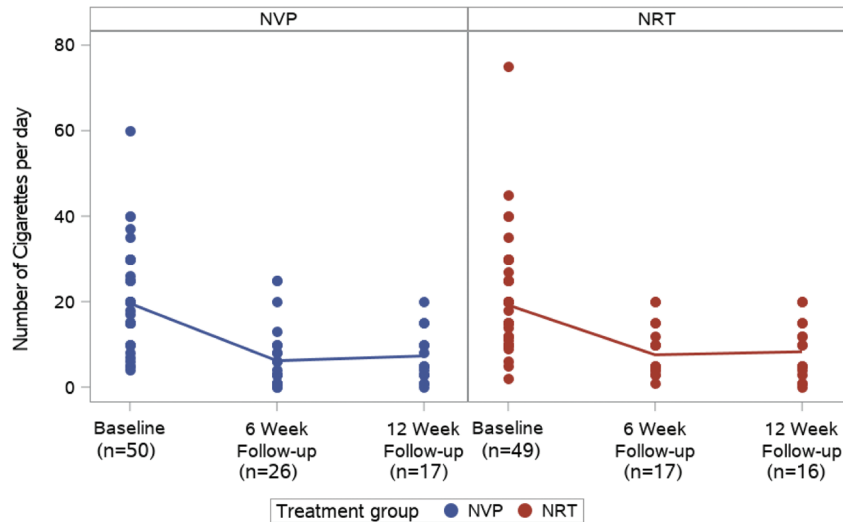 NVP NRT
Number of Cigarettes per day
80
60
40
20
0
Baseline
(n=50)
6 Week
Follow-up
(n=26)
12 Week
Follow-up
(n=17)
Baseline
(n=49)
6 Week
Follow-up
(n=17)
12 Week
Follow-up
(n=16)
Treatment group NVP NRT